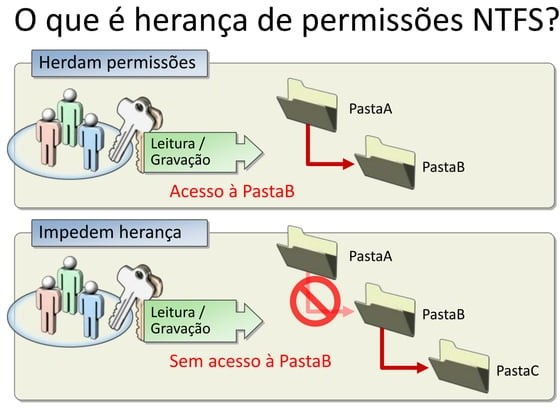 O que é herança de permissões NTFS?
Herdam permissões
Leitura /
Gravação
PastaA
PastaB
Acesso à PastaB
Impedem herança
PastaA
Leitura /
Gravação
PastaB
Sem acesso à PastaB
PastaC